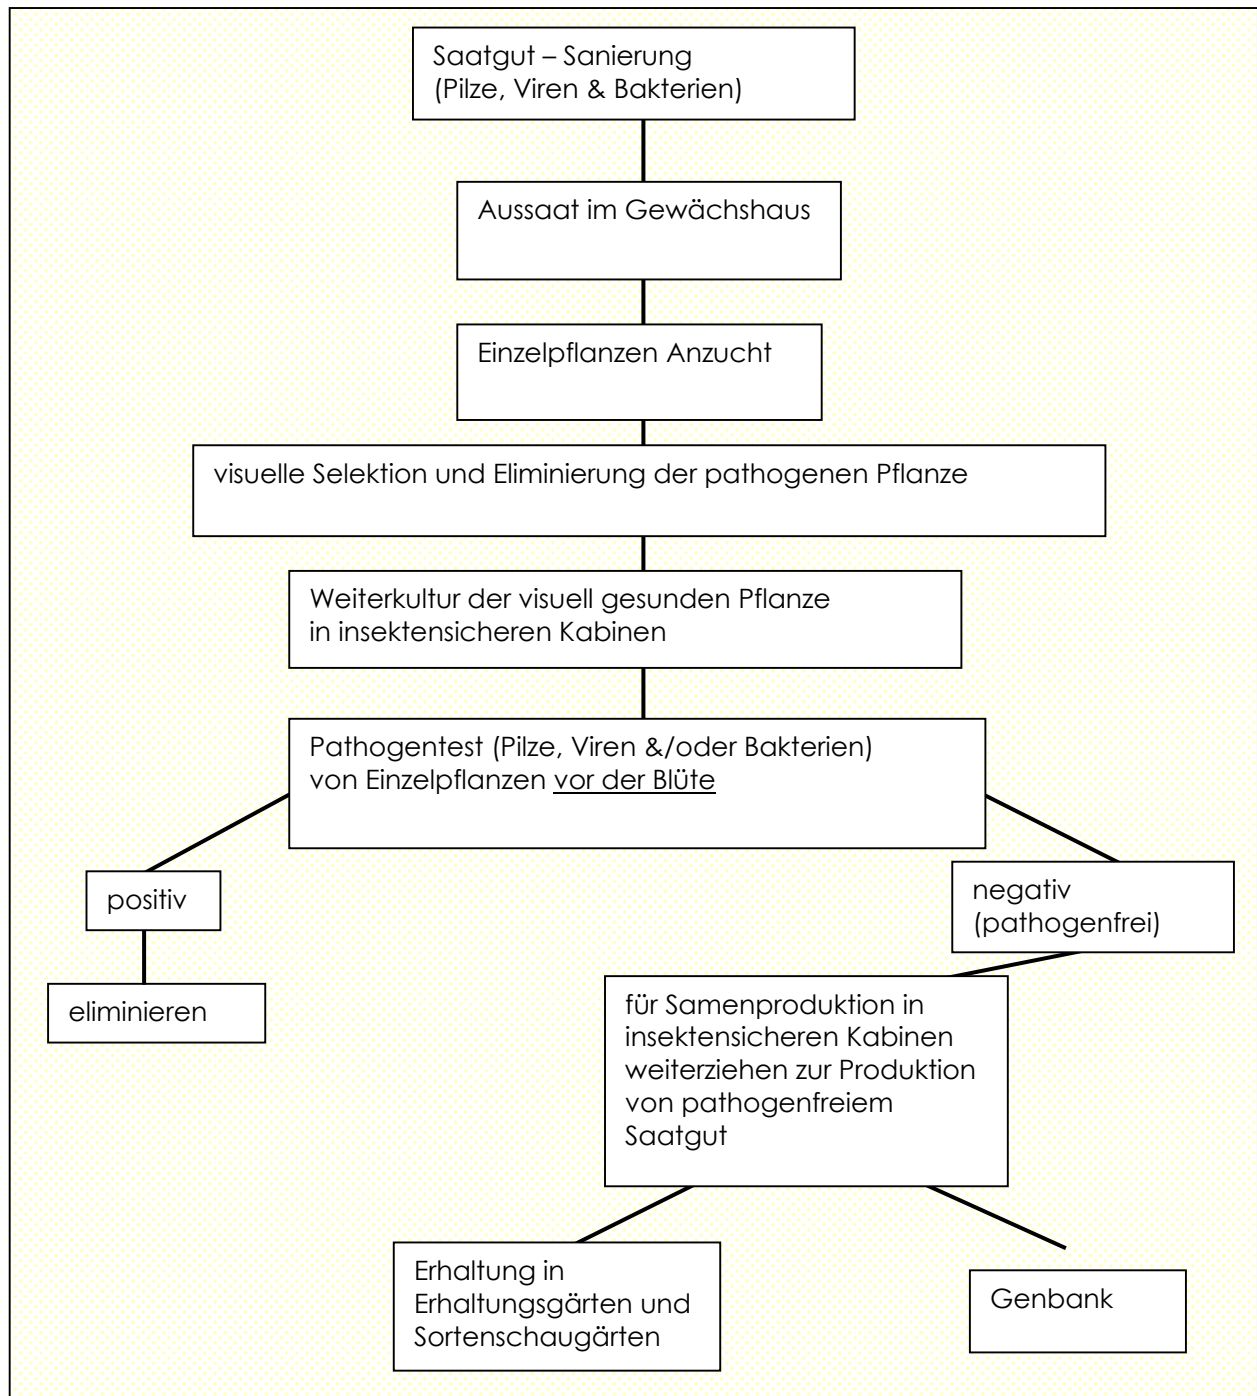 Saatgut – Sanierung
(Pilze, Viren & Bakterien)
Aussaat im Gewächshaus
Einzelpflanzen Anzucht
visuelle Selektion und Eliminierung der pathogenen Pflanze
Weiterkultur der visuell gesunden Pflanze
in insektensicheren Kabinen
Pathogentest (Pilze, Viren &/oder Bakterien)
von Einzelpflanzen vor der Blüte
positiv
eliminieren
negativ
(pathogenfrei)
für Samenproduktion in
insektensicheren Kabinen
weiterziehen zur Produktion
von pathogenfreiem
Saatgut
Erhaltung in
Erhaltungsgärten und
Sortenschaugärten
Genbank